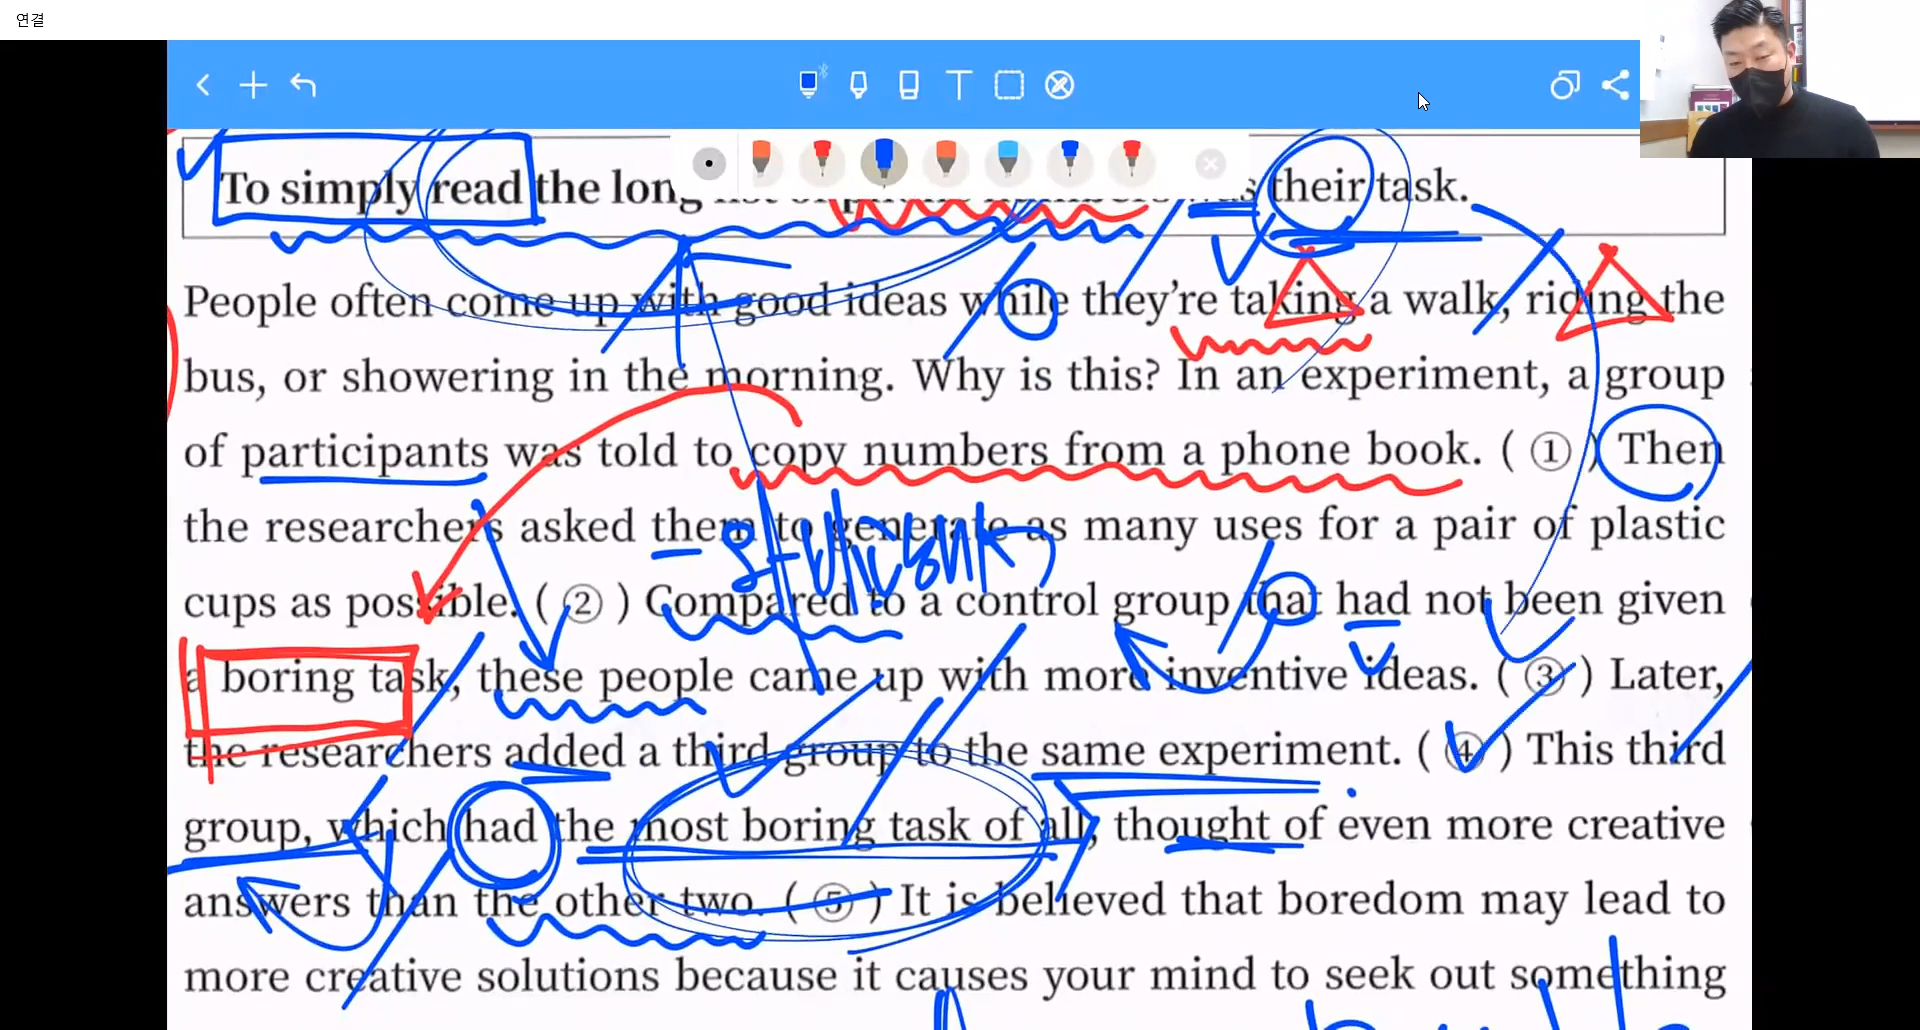 연결
To simply read the long list of phone numbers was their task.
People often come up with good ideas while they're taking a walk, riding the
bus, or showering in the morning. Why is this? In an experiment, a group
of participants was told to copy numbers from a phone book. ( ① ) Then
the researchers asked them to generate as many uses for a pair of plastic
cups as possible. ( ② ) Compared to a control group that had not been given
a boring task, these people came up with more inventive ideas. ( ③ ) Later,
the researchers added a third group to the same experiment. ( ④ ) This third
group, which had the most boring task of all, thought of even more creative
answers than the other two. ( ⑤ ) It is believed that boredom may lead to
more creative solutions because it causes your mind to seek out something